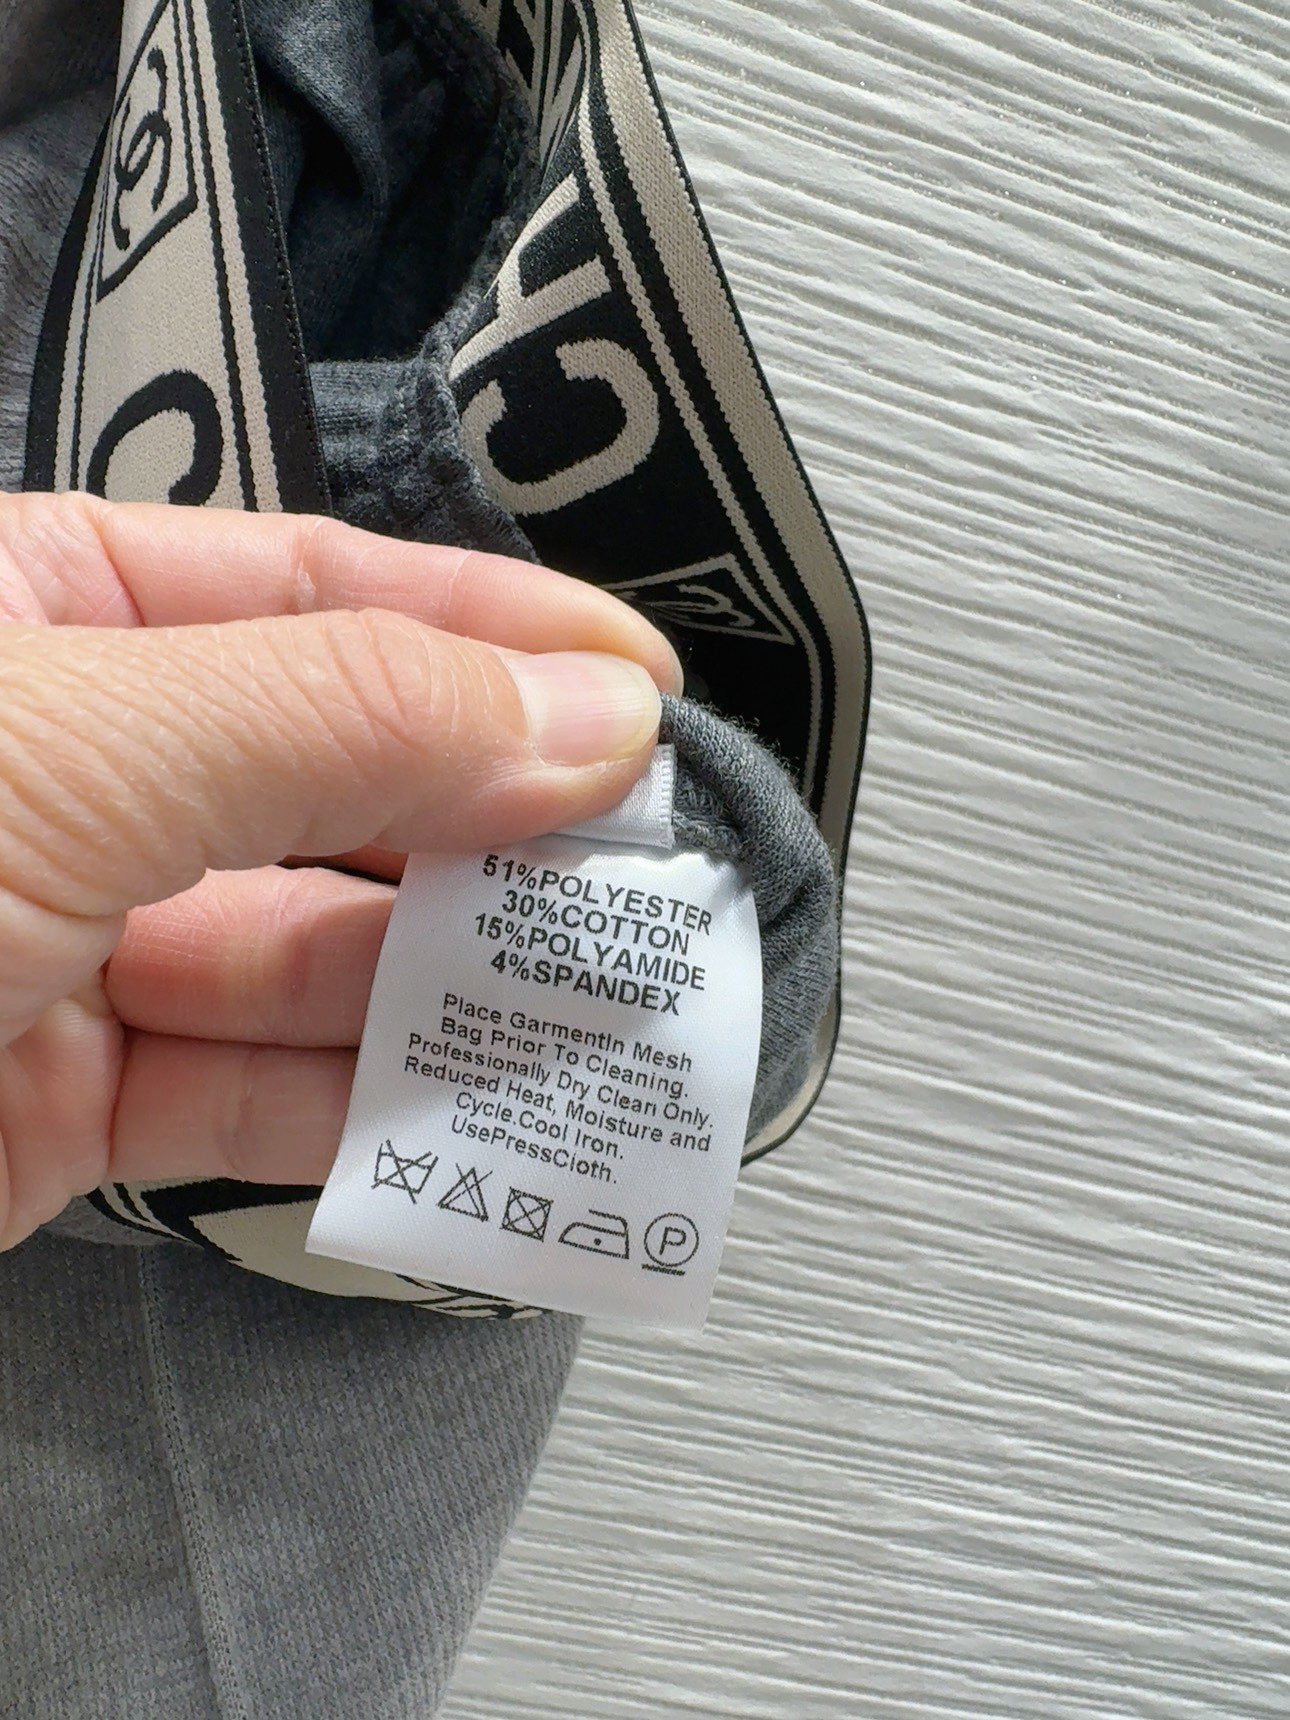 C
CH
51%POLYESTER
30%COTTON
15%POLYAMIDE
4%SPANDEX
Place GarmentIn Mesh
Bag Prior To Cleaning.
Professionally Dry Clean Only.
Reduced Heat, Moisture and
Cycle.Cool Iron.
UsePressCloth.
P